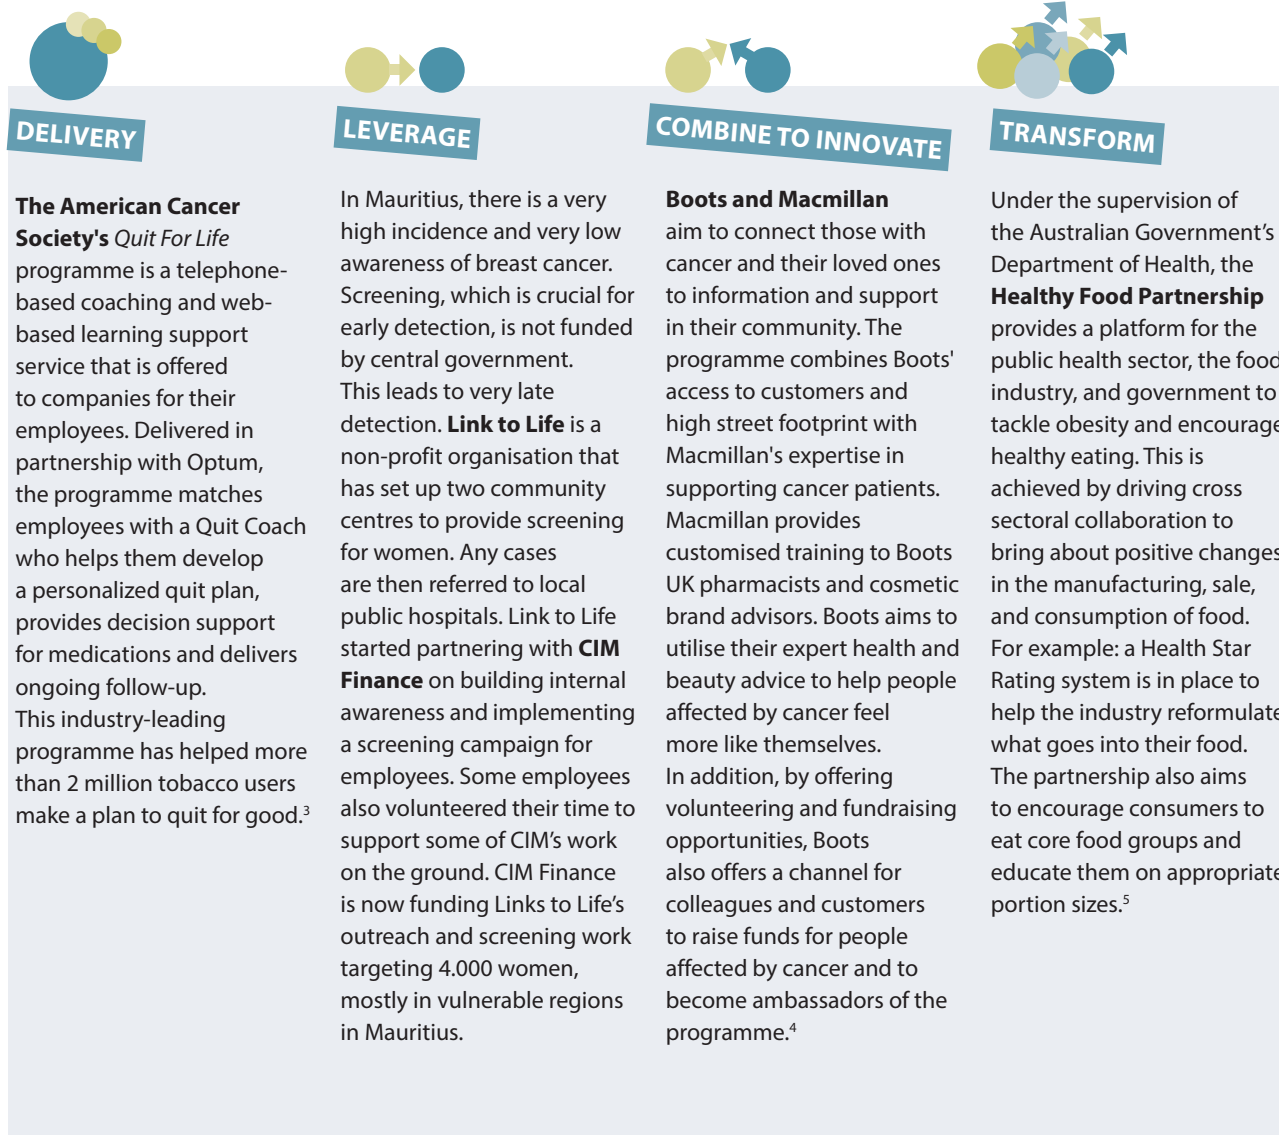 DELIVERY
The American Cancer
Society's Quit For Life
programme is a telephone-
based coaching and web-
based learning support
service that is offered
to companies for their
employees. Delivered in
partnership with Optum,
the programme matches
employees with a Quit Coach
who helps them develop
a personalized quit plan,
provides decision support
for medications and delivers
ongoing follow-up.
This industry-leading
programme has helped more
than 2 million tobacco users
make a plan to quit for good.3
LEVERAGE
In Mauritius, there is a very
high incidence and very low
awareness of breast cancer.
Screening, which is crucial for
early detection, is not funded
by central government.
This leads to very late
detection. Link to Life is a
non-profit organisation that
has set up two community
centres to provide screening
for women. Any cases
are then referred to local
public hospitals. Link to Life
started partnering with CIM
Finance on building internal
awareness and implementing
a screening campaign for
employees. Some employees
also volunteered their time to
support some of CIM's work
on the ground. CIM Finance
is now funding Links to Life's
outreach and screening work
targeting 4.000 women,
mostly in vulnerable regions
in Mauritius.
COMBINE TO INNOVATE
Boots and Macmillan
aim to connect those with
cancer and their loved ones
to information and support
in their community. The
programme combines Boots'
access to customers and
high street footprint with
Macmillan's expertise in
supporting cancer patients.
Macmillan provides
customised training to Boots
UK pharmacists and cosmetic
brand advisors. Boots aims to
utilise their expert health and
beauty advice to help people
affected by cancer feel
more like themselves.
In addition, by offering
volunteering and fundraising
opportunities, Boots
also offers a channel for
colleagues and customers
to raise funds for people
affected by cancer and to
become ambassadors of the
programme.4
TRANSFORM
Under the supervision of
the Australian Government's
Department of Health, the
Healthy Food Partnership
provides a platform for the
public health sector, the food
industry, and government to
tackle obesity and encourage
healthy eating. This is
achieved by driving cross
sectoral collaboration to
bring about positive changes
in the manufacturing, sale,
and consumption of food.
For example: a Health Star
Rating system is in place to
help the industry reformulate
what goes into their food.
The partnership also aims
to encourage consumers to
eat core food groups and
educate them on appropriate
portion sizes.5